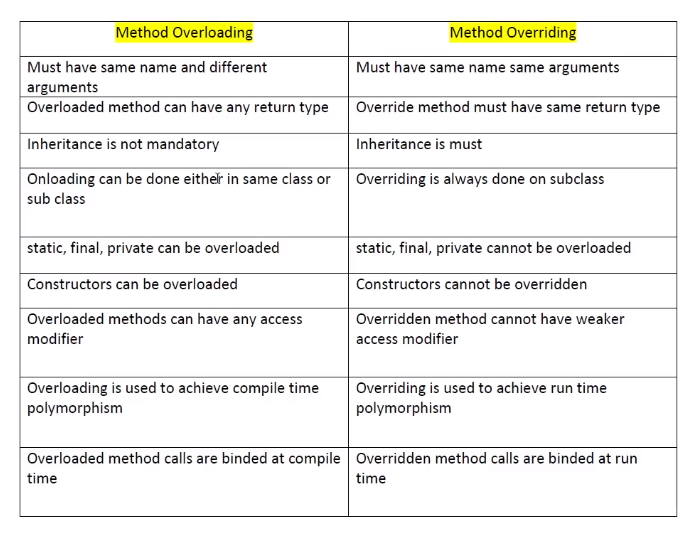 Method Overloading
Method Overriding
Must have same name and different
arguments
Must have same name same arguments
Overloaded method can have any return type
Override method must have same return type
Inheritance is not mandatory
Inheritance is must
Onloading can be done either in same class or
sub class
Overriding is always done on subclass
static, final, private can be overloaded
static, final, private cannot be overloaded
Constructors can be overloaded
Constructors cannot be overridden
Overloaded methods can have any access
modifier
Overridden method cannot have weaker
access modifier
Overloading is used to achieve compile time
polymorphism
Overriding is used to achieve run time
polymorphism
Overloaded method calls are binded at compile
time
Overridden method calls are binded at run
time